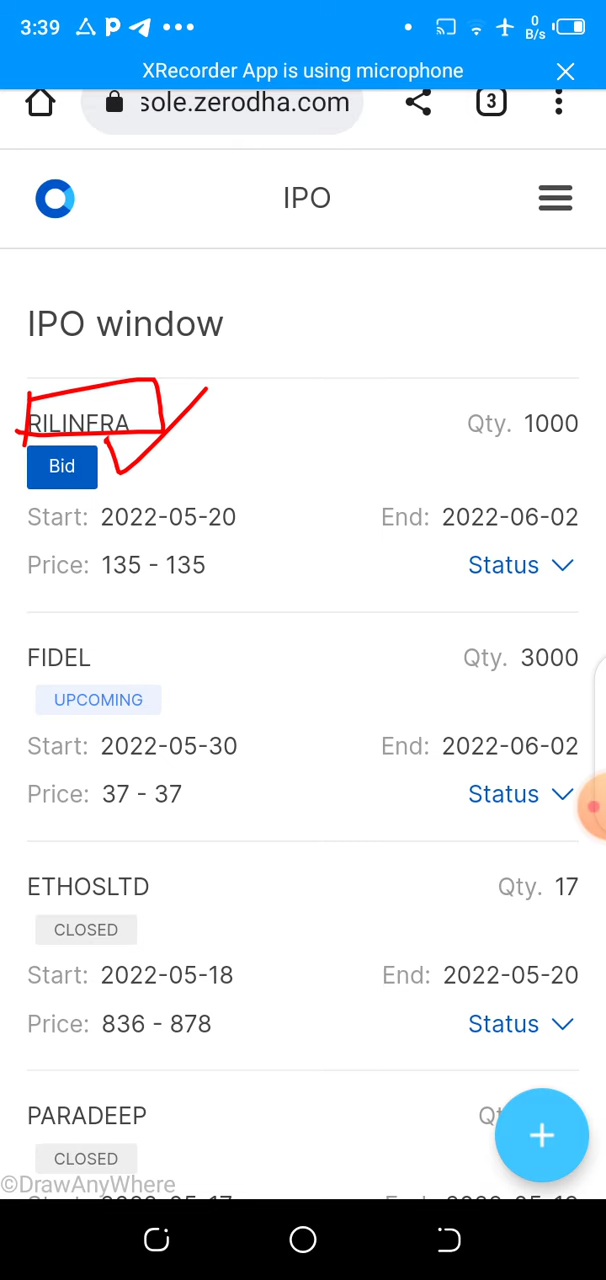 3:39 P 0 B/s
XRecorder App is using microphone
sole.zerodha.com 3
IPO
IPO window
RILINFRA Qty. 1000
Bid
Start: 2022-05-20 End: 2022-06-02
Price: 135 - 135 Status
FIDEL Qty. 3000
UPCOMING
Start: 2022-05-30 End: 2022-06-02
Price: 37 - 37 Status
ETHOSLTD Qty. 17
CLOSED
Start: 2022-05-18 End: 2022-05-20
Price: 836 - 878 Status
PARADEEP
CLOSED
©DrawAnyWhere